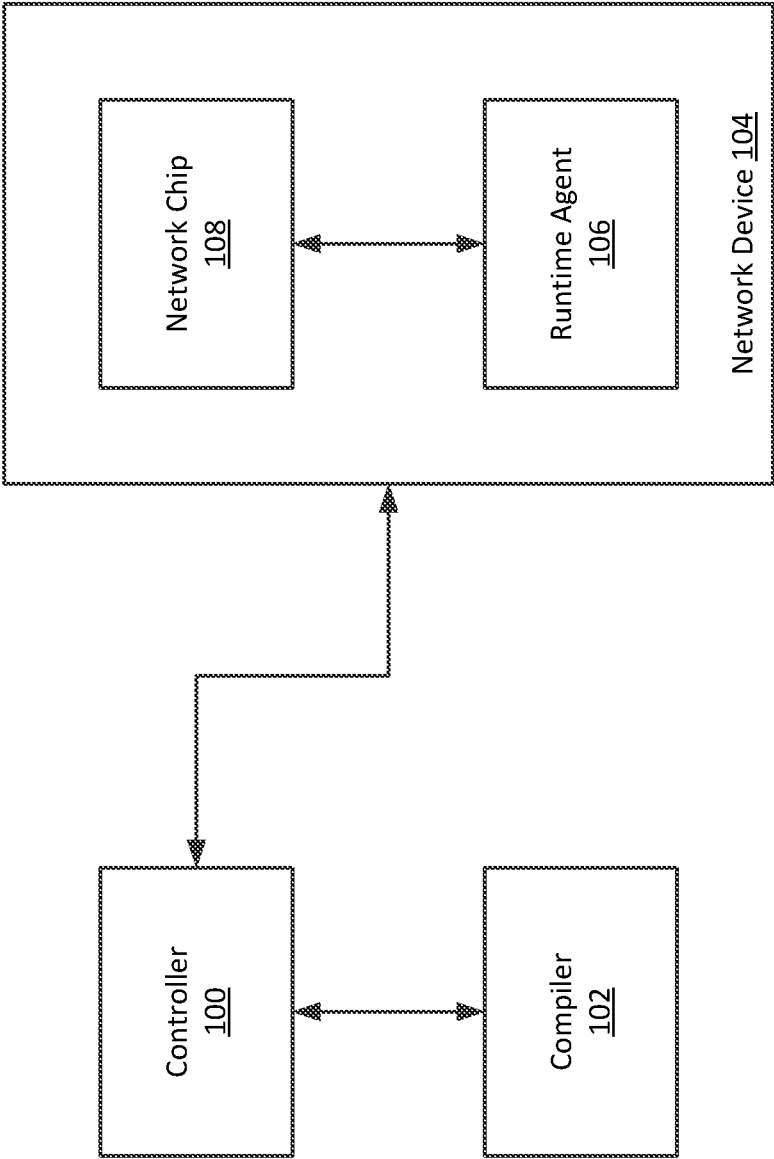 Controller
100
Compiler
102
Network Chip
108
Runtime Agent
106
Network Device 104